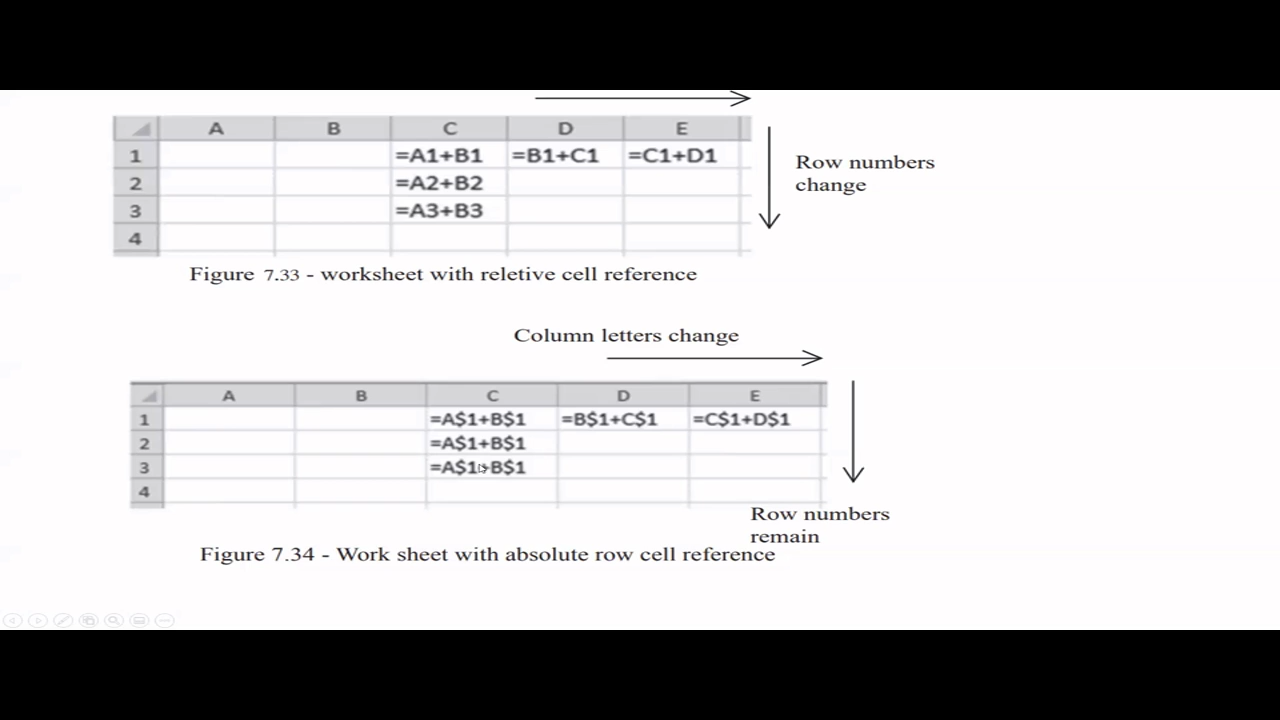 A B C D E
1 =A1+B1 =B1+C1 =C1+D1
2 =A2+B2
3 =A3+B3
4
Row numbers
change
Figure 7.33 - worksheet with reletive cell reference
Column letters change
A B C D E
1 =A$1+B$1 =B$1+C$1 =C$1+D$1
2 =A$1+B$1
3 =A$1+B$1
4
Row numbers
remain
Figure 7.34 - Work sheet with absolute row cell reference